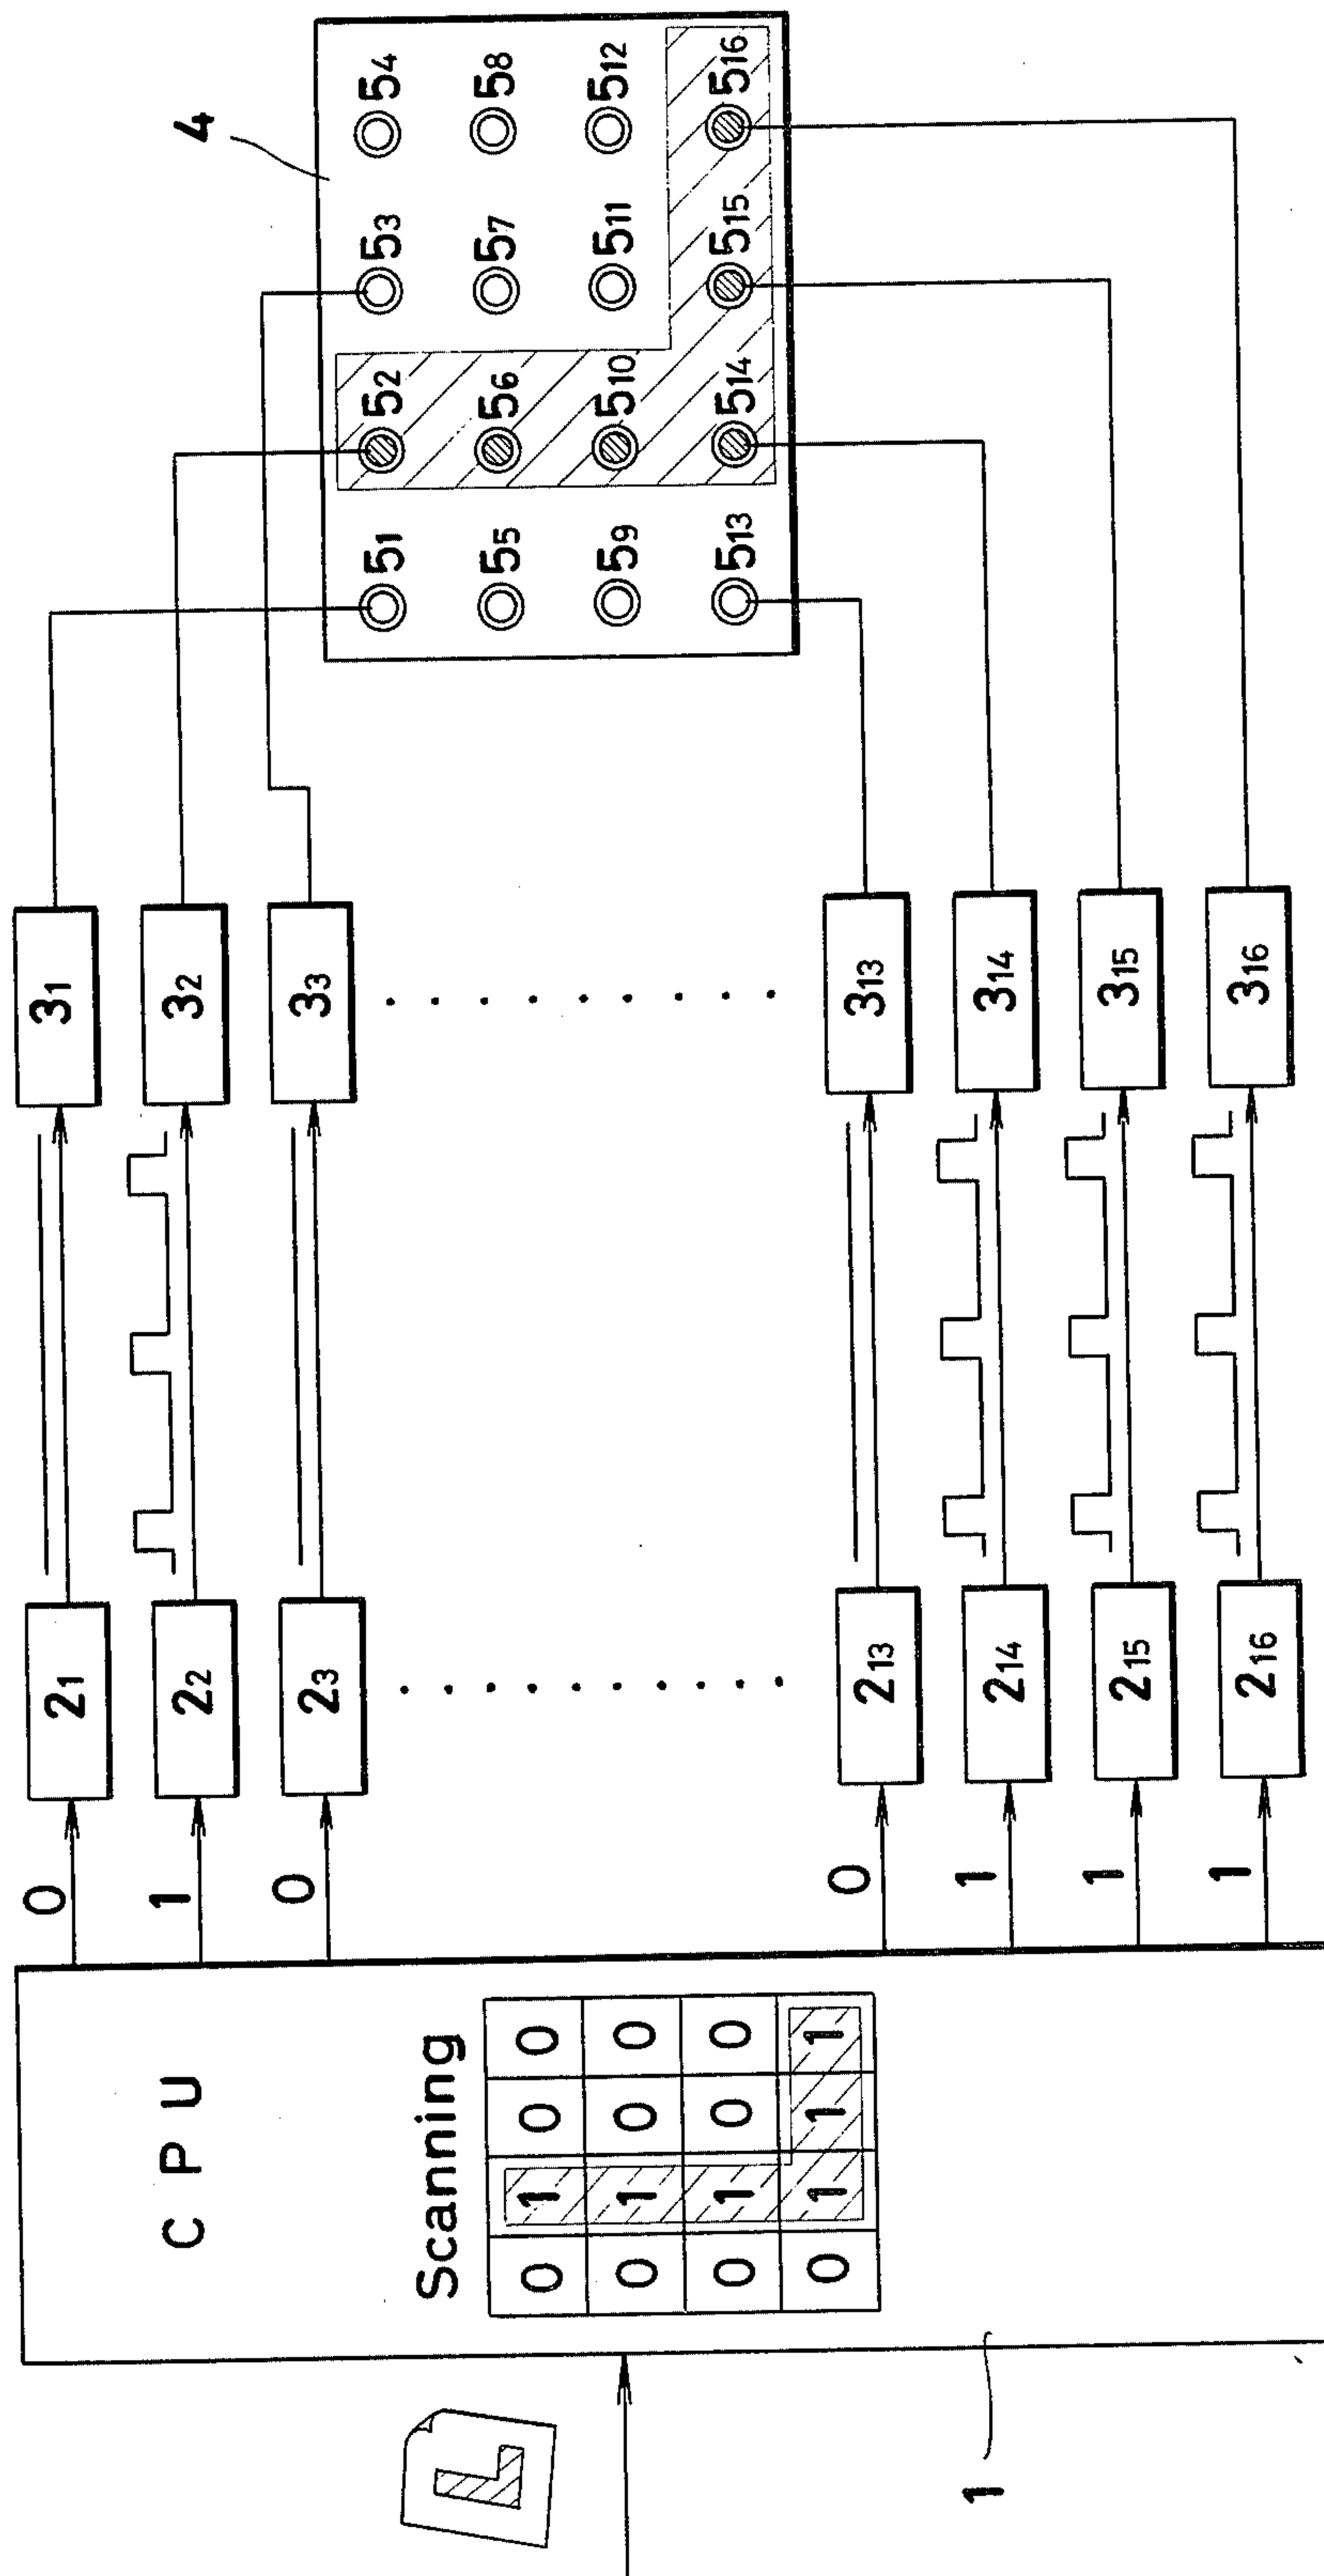 C P U
Scanning
0 1 0 0
0 1 0 0
0 1 0 0
0 1 1 1
1
0
1
0
0
1
1
1
2₁
2₂
2₃
2₁₃
2₁₄
2₁₅
2₁₆
3₁
3₂
3₃
3₁₃
3₁₄
3₁₅
3₁₆
4
5₁ 5₂ 5₃ 5₄
5₅ 5₆ 5₇ 5₈
5₉ 5₁₀ 5₁₁ 5₁₂
5₁₃ 5₁₄ 5₁₅ 5₁₆